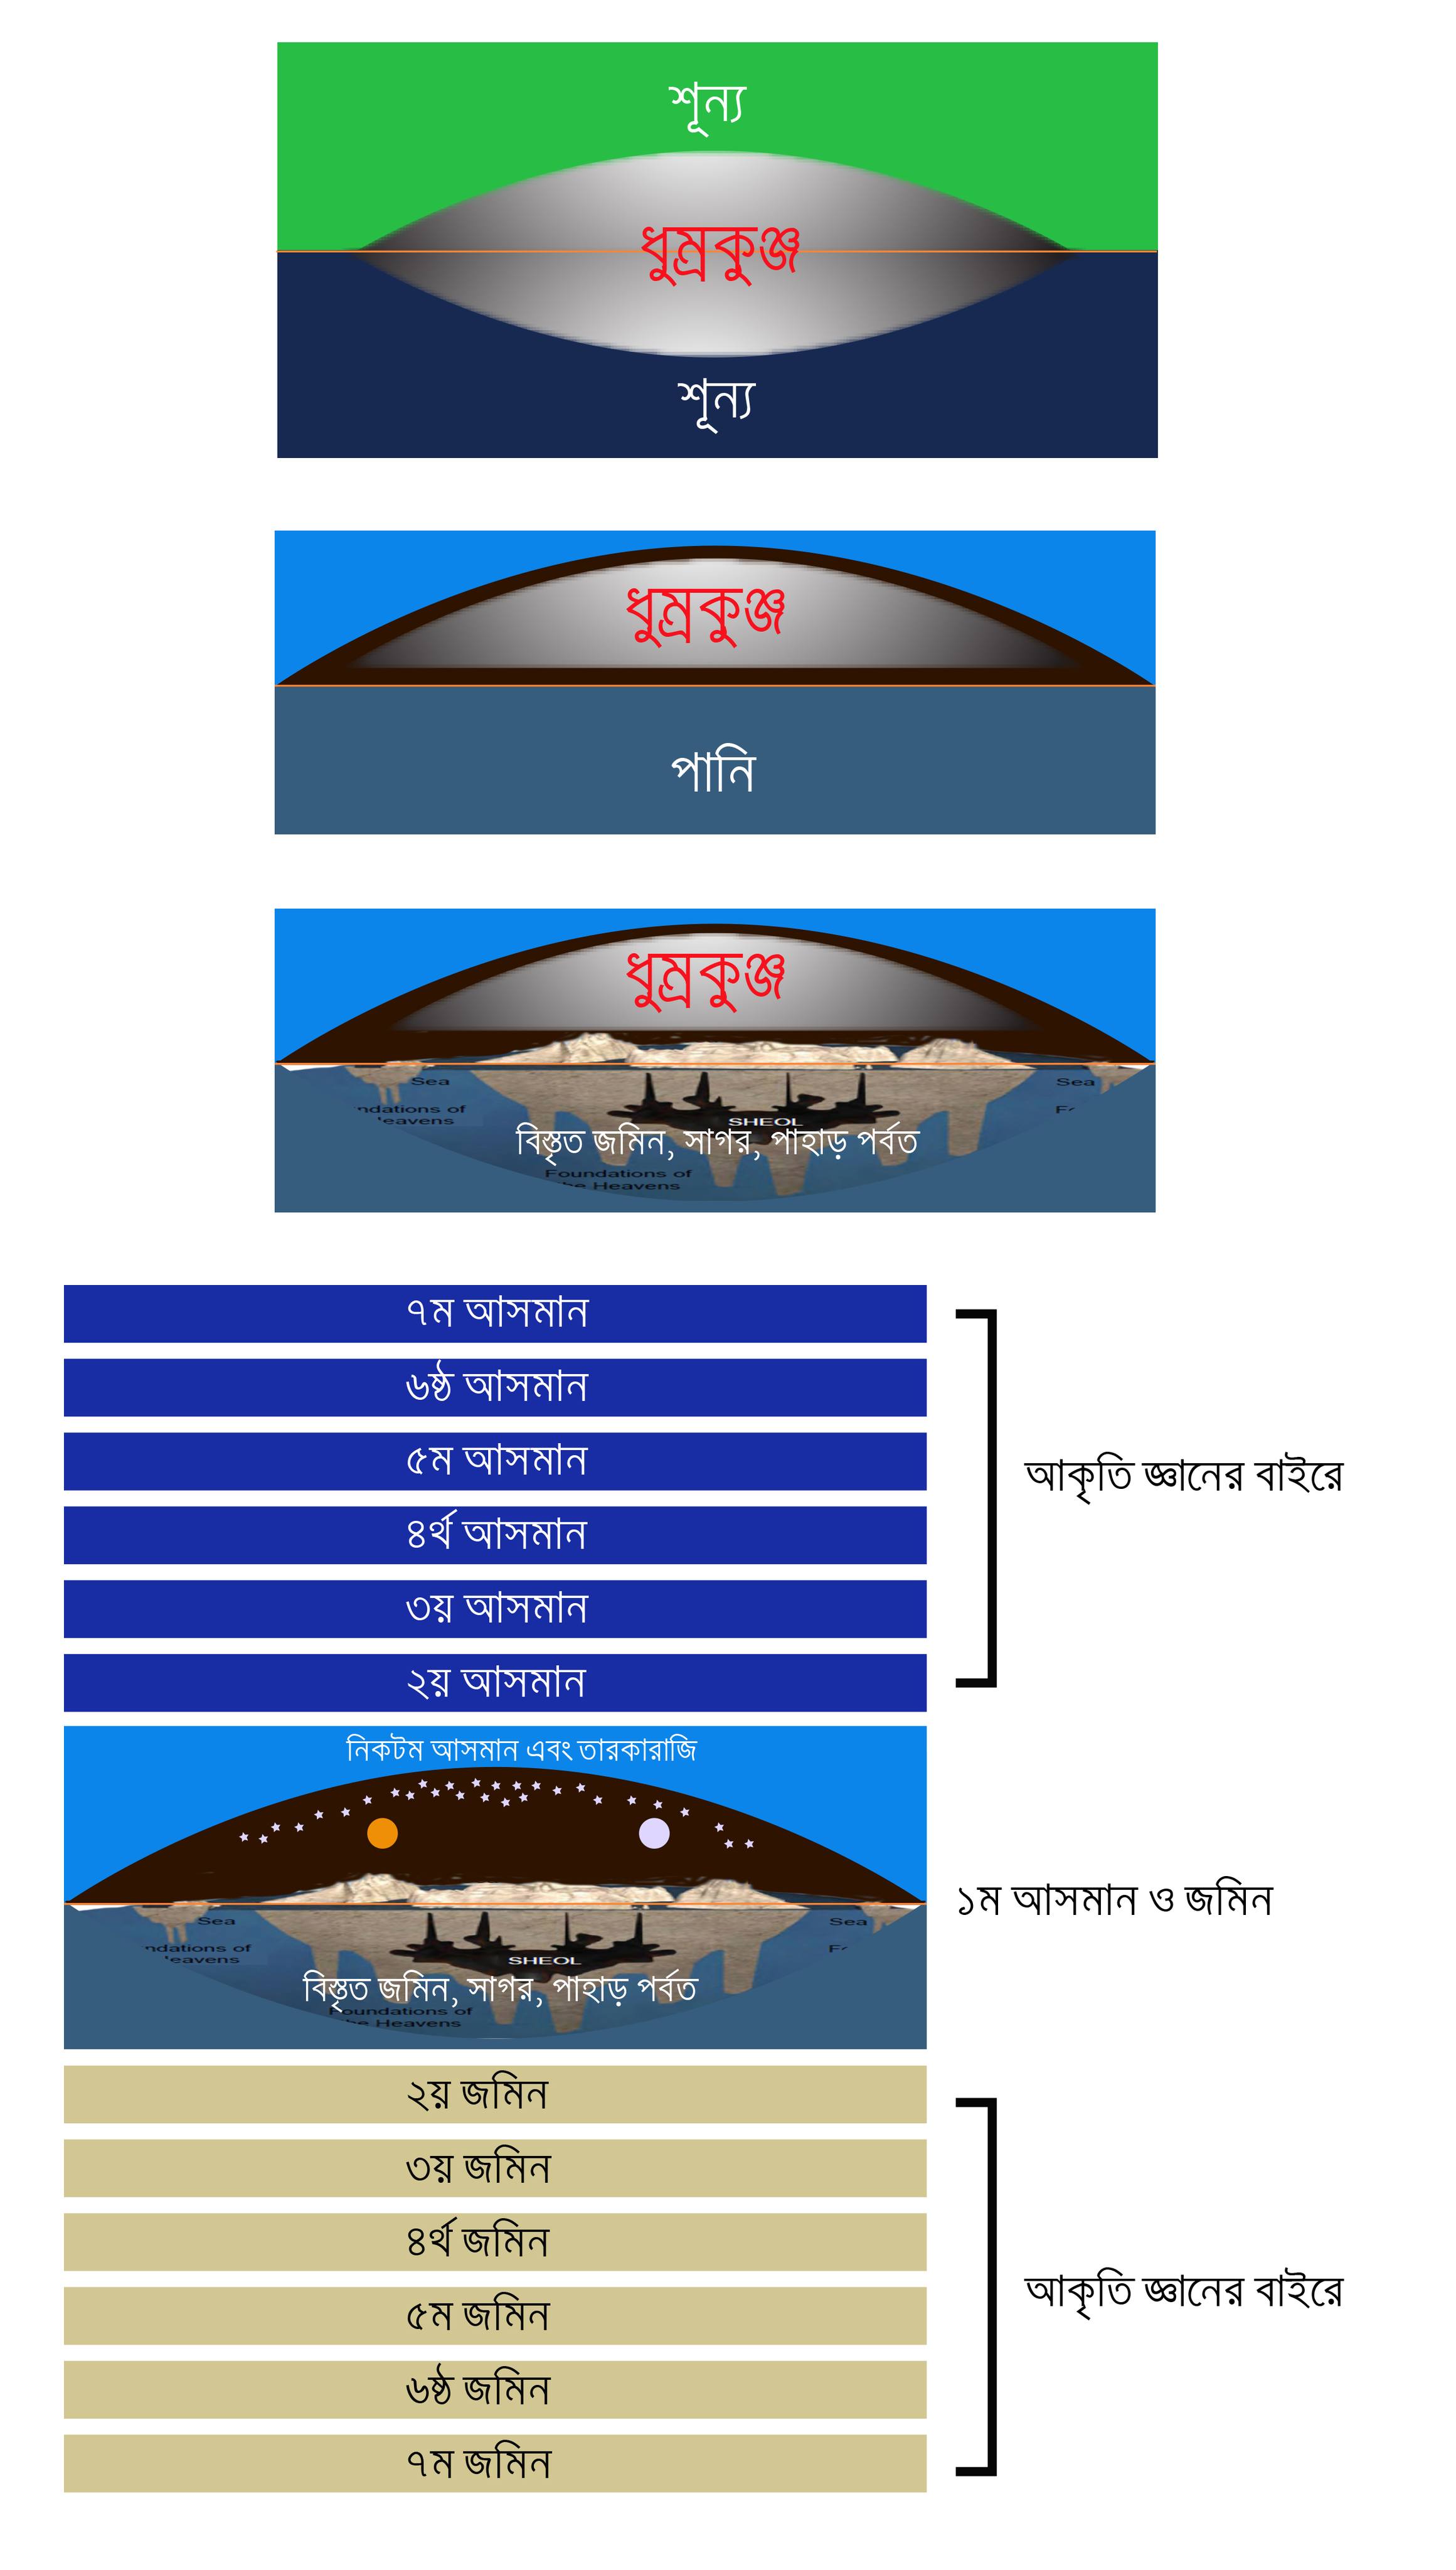 শূন্য
ধুম্রকুঞ্জ
শূন্য
ধুম্রকুঞ্জ
পানি
ধুম্রকুঞ্জ
Sea
Sea
ndations of
eavens
SHEOL
বিস্তৃত জমিন, সাগর, পাহাড় পর্বত
Foundations of
he Heavens
৭ম আসমান
৬ষ্ঠ আসমান
৫ম আসমান
আকৃতি জ্ঞানের বাইরে
৪র্থ আসমান
৩য় আসমান
২য় আসমান
নিকটম আসমান এবং তারকারাজি
১ম আসমান ও জমিন
Sea
Sea
ndations of
eavens
SHEOL
বিস্তৃত জমিন, সাগর, পাহাড় পর্বত
Foundations of
he Heavens
২য় জমিন
৩য় জমিন
৪র্থ জমিন
আকৃতি জ্ঞানের বাইরে
৫ম জমিন
৬ষ্ঠ জমিন
৭ম জমিন